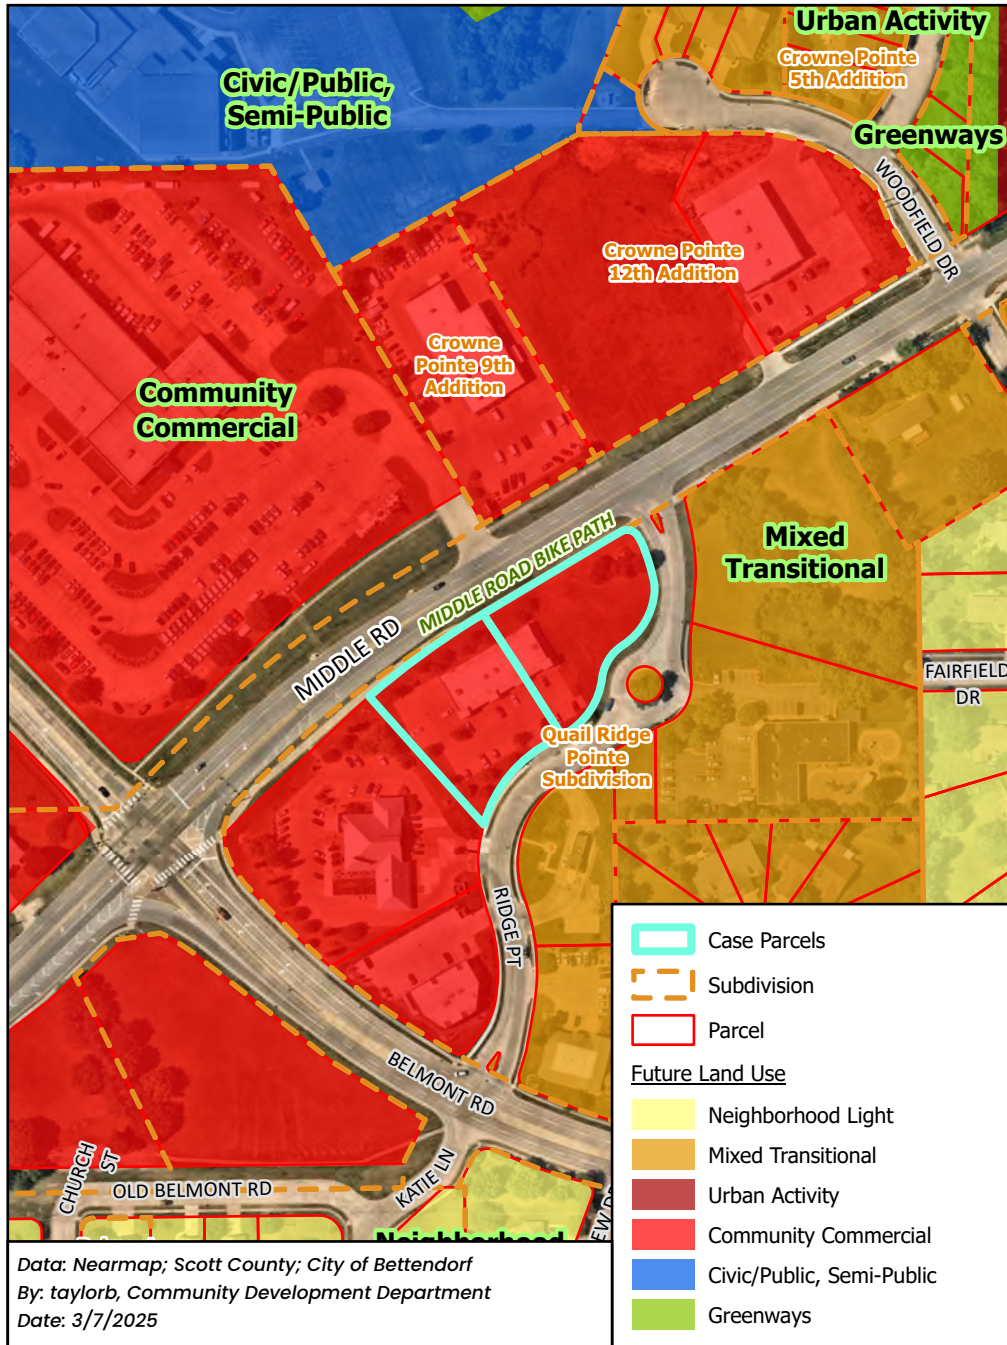 Urban Activity
Crowne Pointe
5th Addition
Civic/Public,
Semi-Public
Greenways
WOODFIELD DR
Crowne Pointe
12th Addition
Crowne
Pointe 9th
Addition
Community
Commercial
MIDDLE ROAD BIKE PATH
Mixed
Transitional
MIDDLE RD
FAIRFIELD
DR
Quail Ridge
Pointe
Subdivision
RIDGE PT
BELMONT RD
CHURCH
ST
OLD BELMONT RD
KATIE LN
EW DR
Neighborhood
Case Parcels
Subdivision
Parcel
Future Land Use
Neighborhood Light
Mixed Transitional
Urban Activity
Community Commercial
Civic/Public, Semi-Public
Greenways
Data: Nearmap; Scott County; City of Bettendorf
By: taylorb, Community Development Department
Date: 3/7/2025